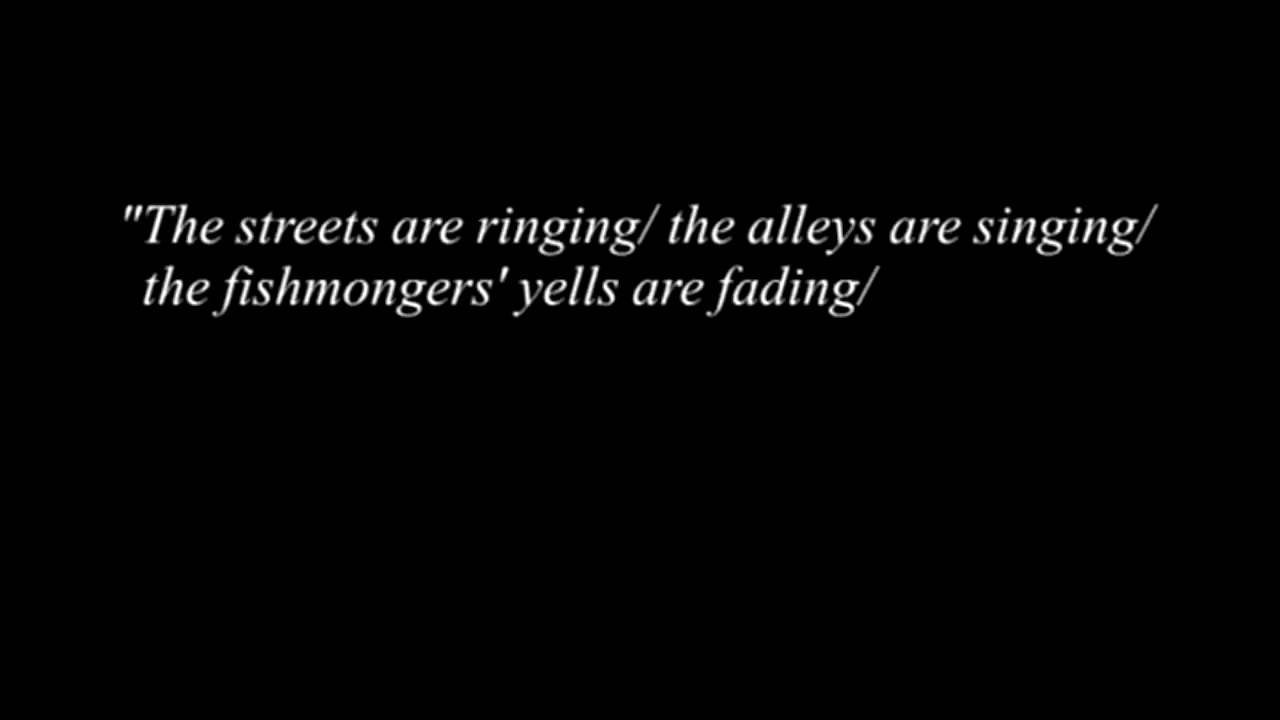 "The streets are ringing/ the alleys are singing/
the fishmongers' yells are fading/